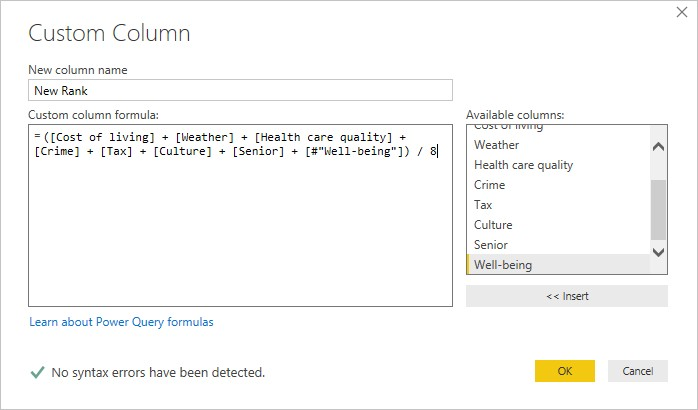 Custom Column
New column name
New Rank
Custom column formula:
= ([Cost of living] + [Weather] + [Health care quality] +
[Crime] + [Tax] + [Culture] + [Senior] + [#"Well-being"]) / 8
Available columns:
Cost of living
Weather
Health care quality
Crime
Tax
Culture
Senior
Well-being
<< Insert
Learn about Power Query formulas
No syntax errors have been detected.
OK
Cancel